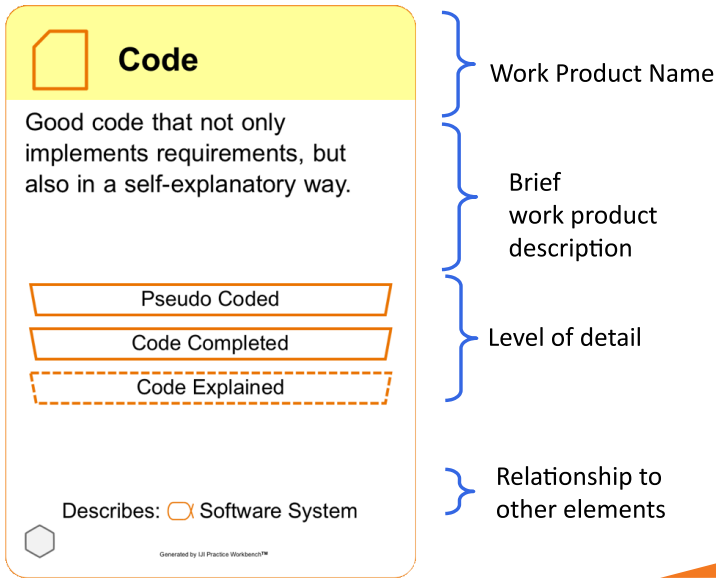 Code
Work Product Name
Good code that not only
implements requirements, but
also in a self-explanatory way.
Brief
work product
description
Pseudo Coded
Code Completed
Code Explained
Level of detail
Describes: Software System
Relationship to
other elements
Generated by IJI Practice Workbench™